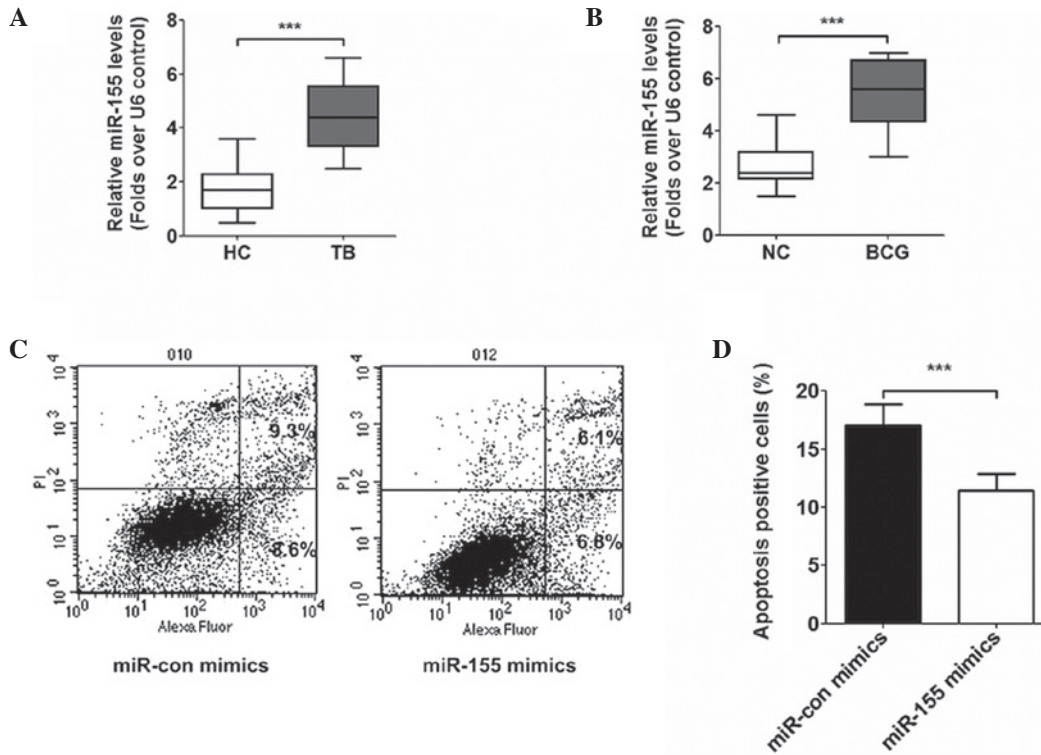 A
Relative miR-155 levels
(Folds over U6 control)
8
6
4
2
0
***
HC
TB
B
Relative miR-155 levels
(Folds over U6 control)
8
6
4
2
0
***
NC
BCG
C
010
PI
10^4
10^3
10^2
10^1
10^0
9.3%
8.6%
10^0 10^1 10^2 10^3 10^4
Alexa Fluor
miR-con mimics
012
PI
10^4
10^3
10^2
10^1
10^0
6.1%
6.8%
10^0 10^1 10^2 10^3 10^4
Alexa Fluor
miR-155 mimics
D
Apoptosis positive cells (%)
20
15
10
5
0
***
miR-con mimics
miR-155 mimics